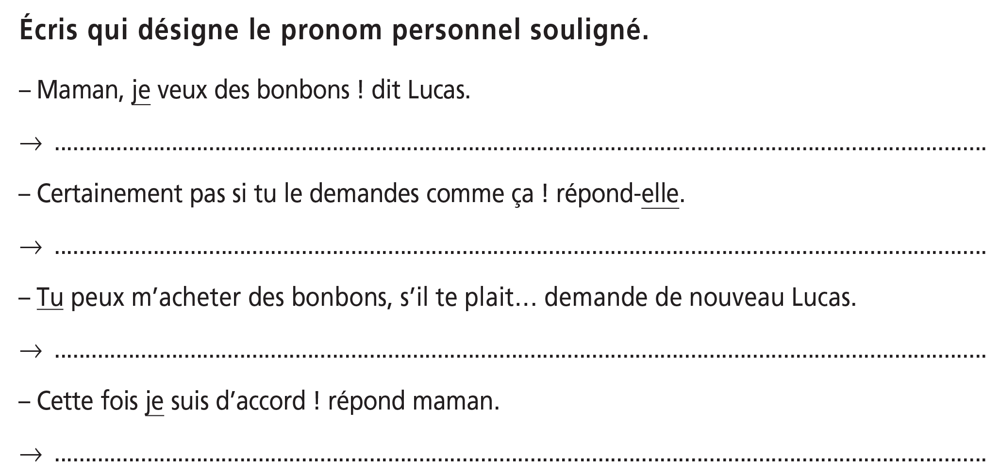 Écris qui désigne le pronom personnel souligné.
– Maman, je veux des bonbons ! dit Lucas.
→ ........................................................................................................................
– Certainement pas si tu le demandes comme ça ! répond-elle.
→ ........................................................................................................................
– Tu peux m’acheter des bonbons, s’il te plait… demande de nouveau Lucas.
→ ........................................................................................................................
– Cette fois je suis d’accord ! répond maman.
→ ........................................................................................................................